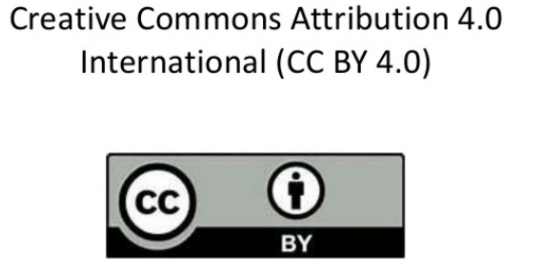 Creative Commons Attribution 4.0
International (CC BY 4.0)
CC
BY